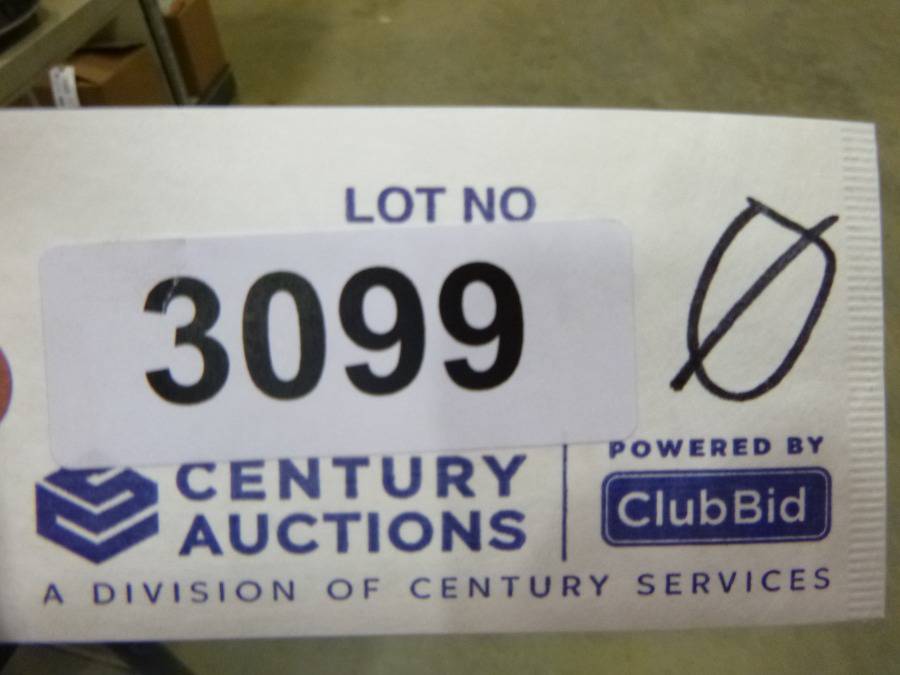 LOT NO
3099
Ø
CENTURY
AUCTIONS
POWERED BY
ClubBid
A DIVISION OF CENTURY SERVICES